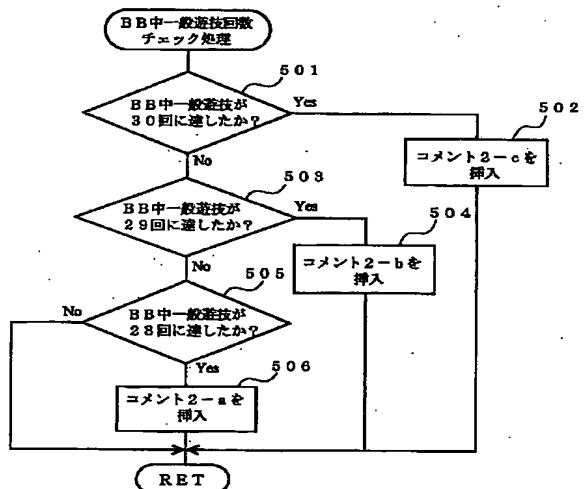 BB中一般遊技回数
チェック処理
501
BB中一般遊技が
30回に達したか？
Yes
No
502
コメント2-cを
挿入
503
BB中一般遊技が
29回に達したか？
Yes
No
504
コメント2-bを
挿入
505
No
BB中一般遊技が
28回に達したか？
Yes
506
コメント2-aを
挿入
RET